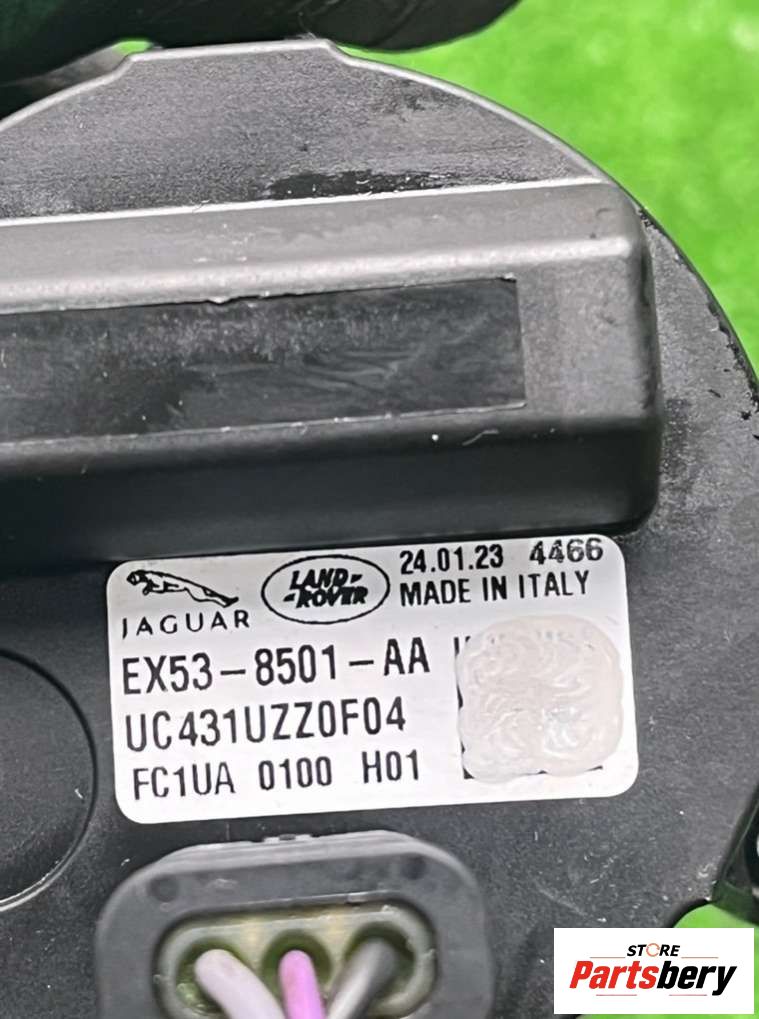 24.01.23 4466
JAGUAR
LAND-
-ROVER
MADE IN ITALY
EX53-8501-AA
UC431UZZ0F04
FC1UA 0100 H01
STORE
Partsbery